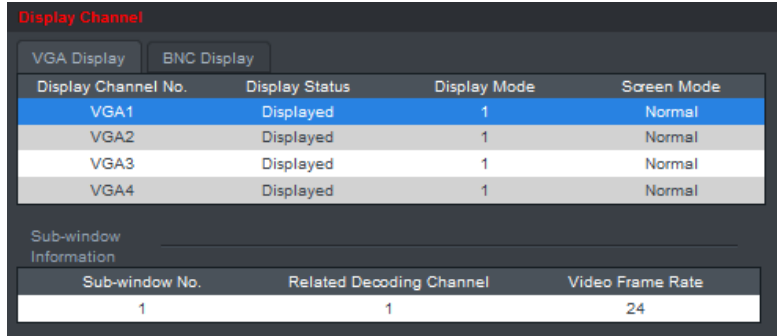 Display Channel
VGA Display BNC Display
Display Channel No. Display Status Display Mode Screen Mode
VGA1 Displayed 1 Normal
VGA2 Displayed 1 Normal
VGA3 Displayed 1 Normal
VGA4 Displayed 1 Normal
Sub-window
Information
Sub-window No. Related Decoding Channel Video Frame Rate
1 1 24